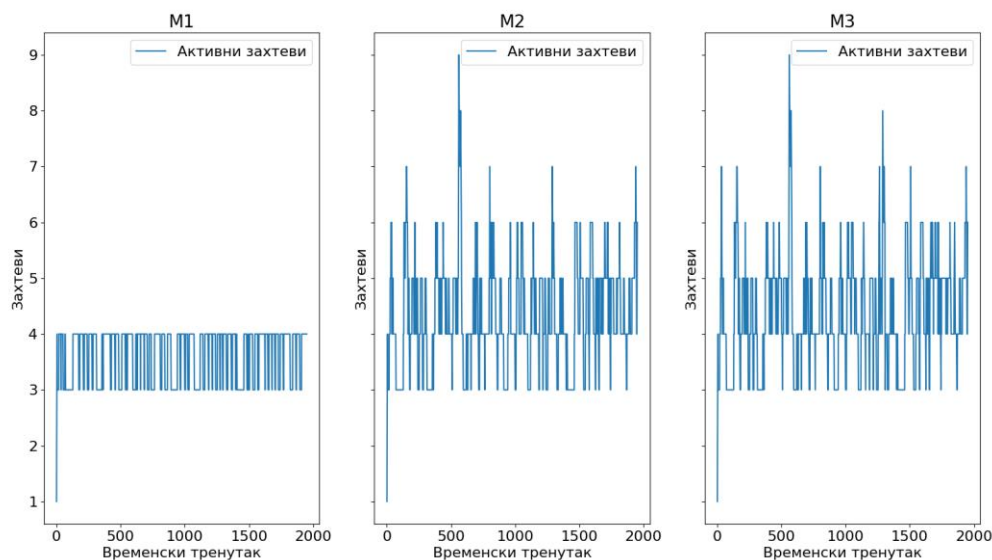 M1
M2
M3
Активни захтеви
Активни захтеви
Активни захтеви
9
8
7
6
5
4
3
2
1
Захтеви
Захтеви
Захтеви
0 500 1000 1500 2000
0 500 1000 1500 2000
0 500 1000 1500 2000
Временски тренутак
Временски тренутак
Временски тренутак